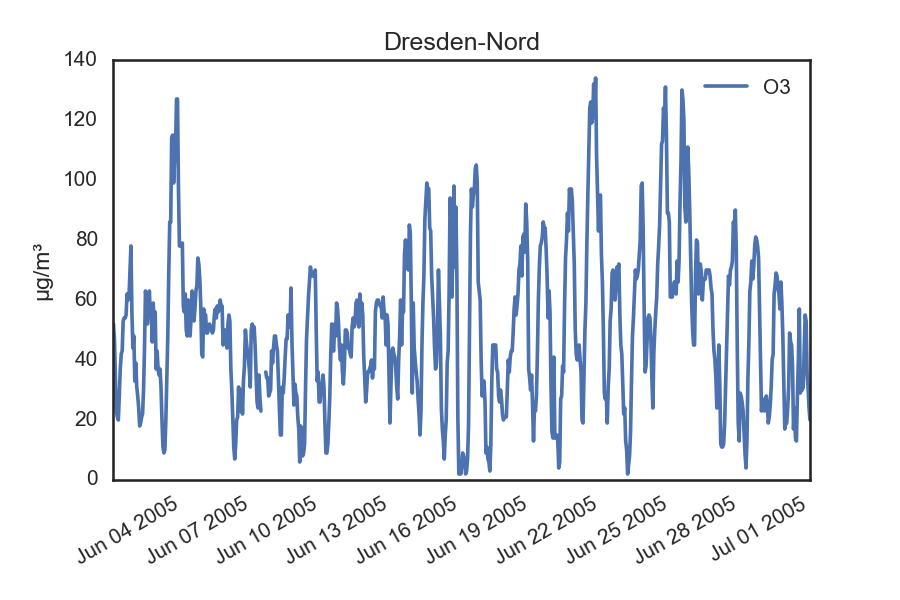 Dresden-Nord
140
120
100
80
60
40
20
0
µg/m³
O3
Jun 04 2005
Jun 07 2005
Jun 10 2005
Jun 13 2005
Jun 16 2005
Jun 19 2005
Jun 22 2005
Jun 25 2005
Jun 28 2005
Jul 01 2005